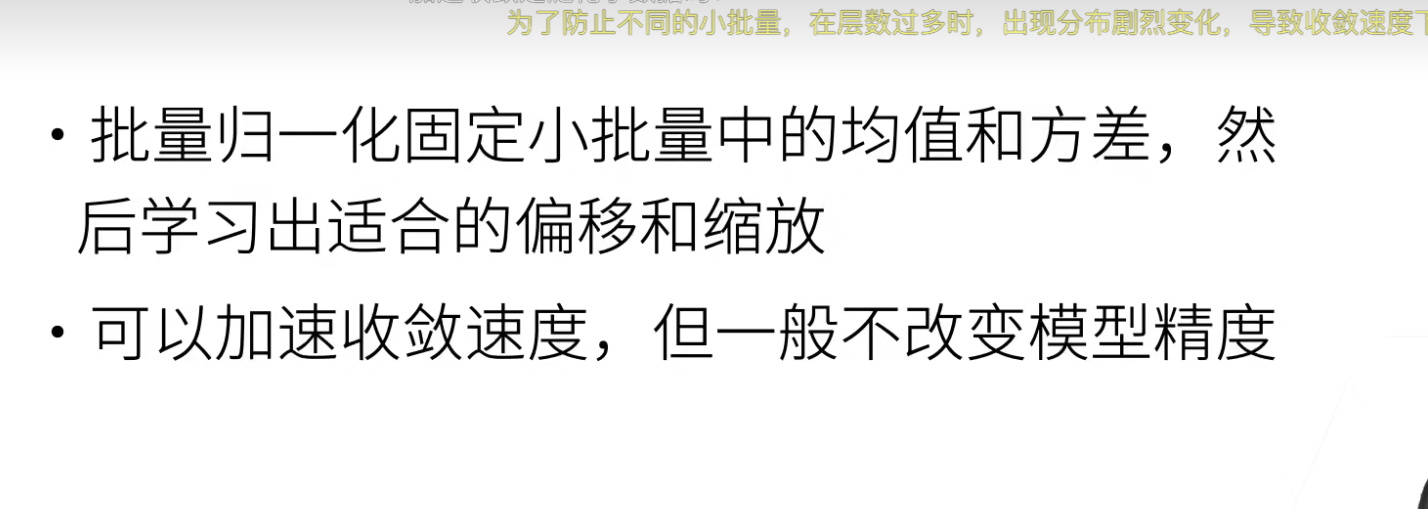 为了防止不同的小批量，在层数过多时，出现分布剧烈变化，导致收敛速度
• 批量归一化固定小批量中的均值和方差，然
后学习出适合的偏移和缩放
• 可以加速收敛速度，但一般不改变模型精度